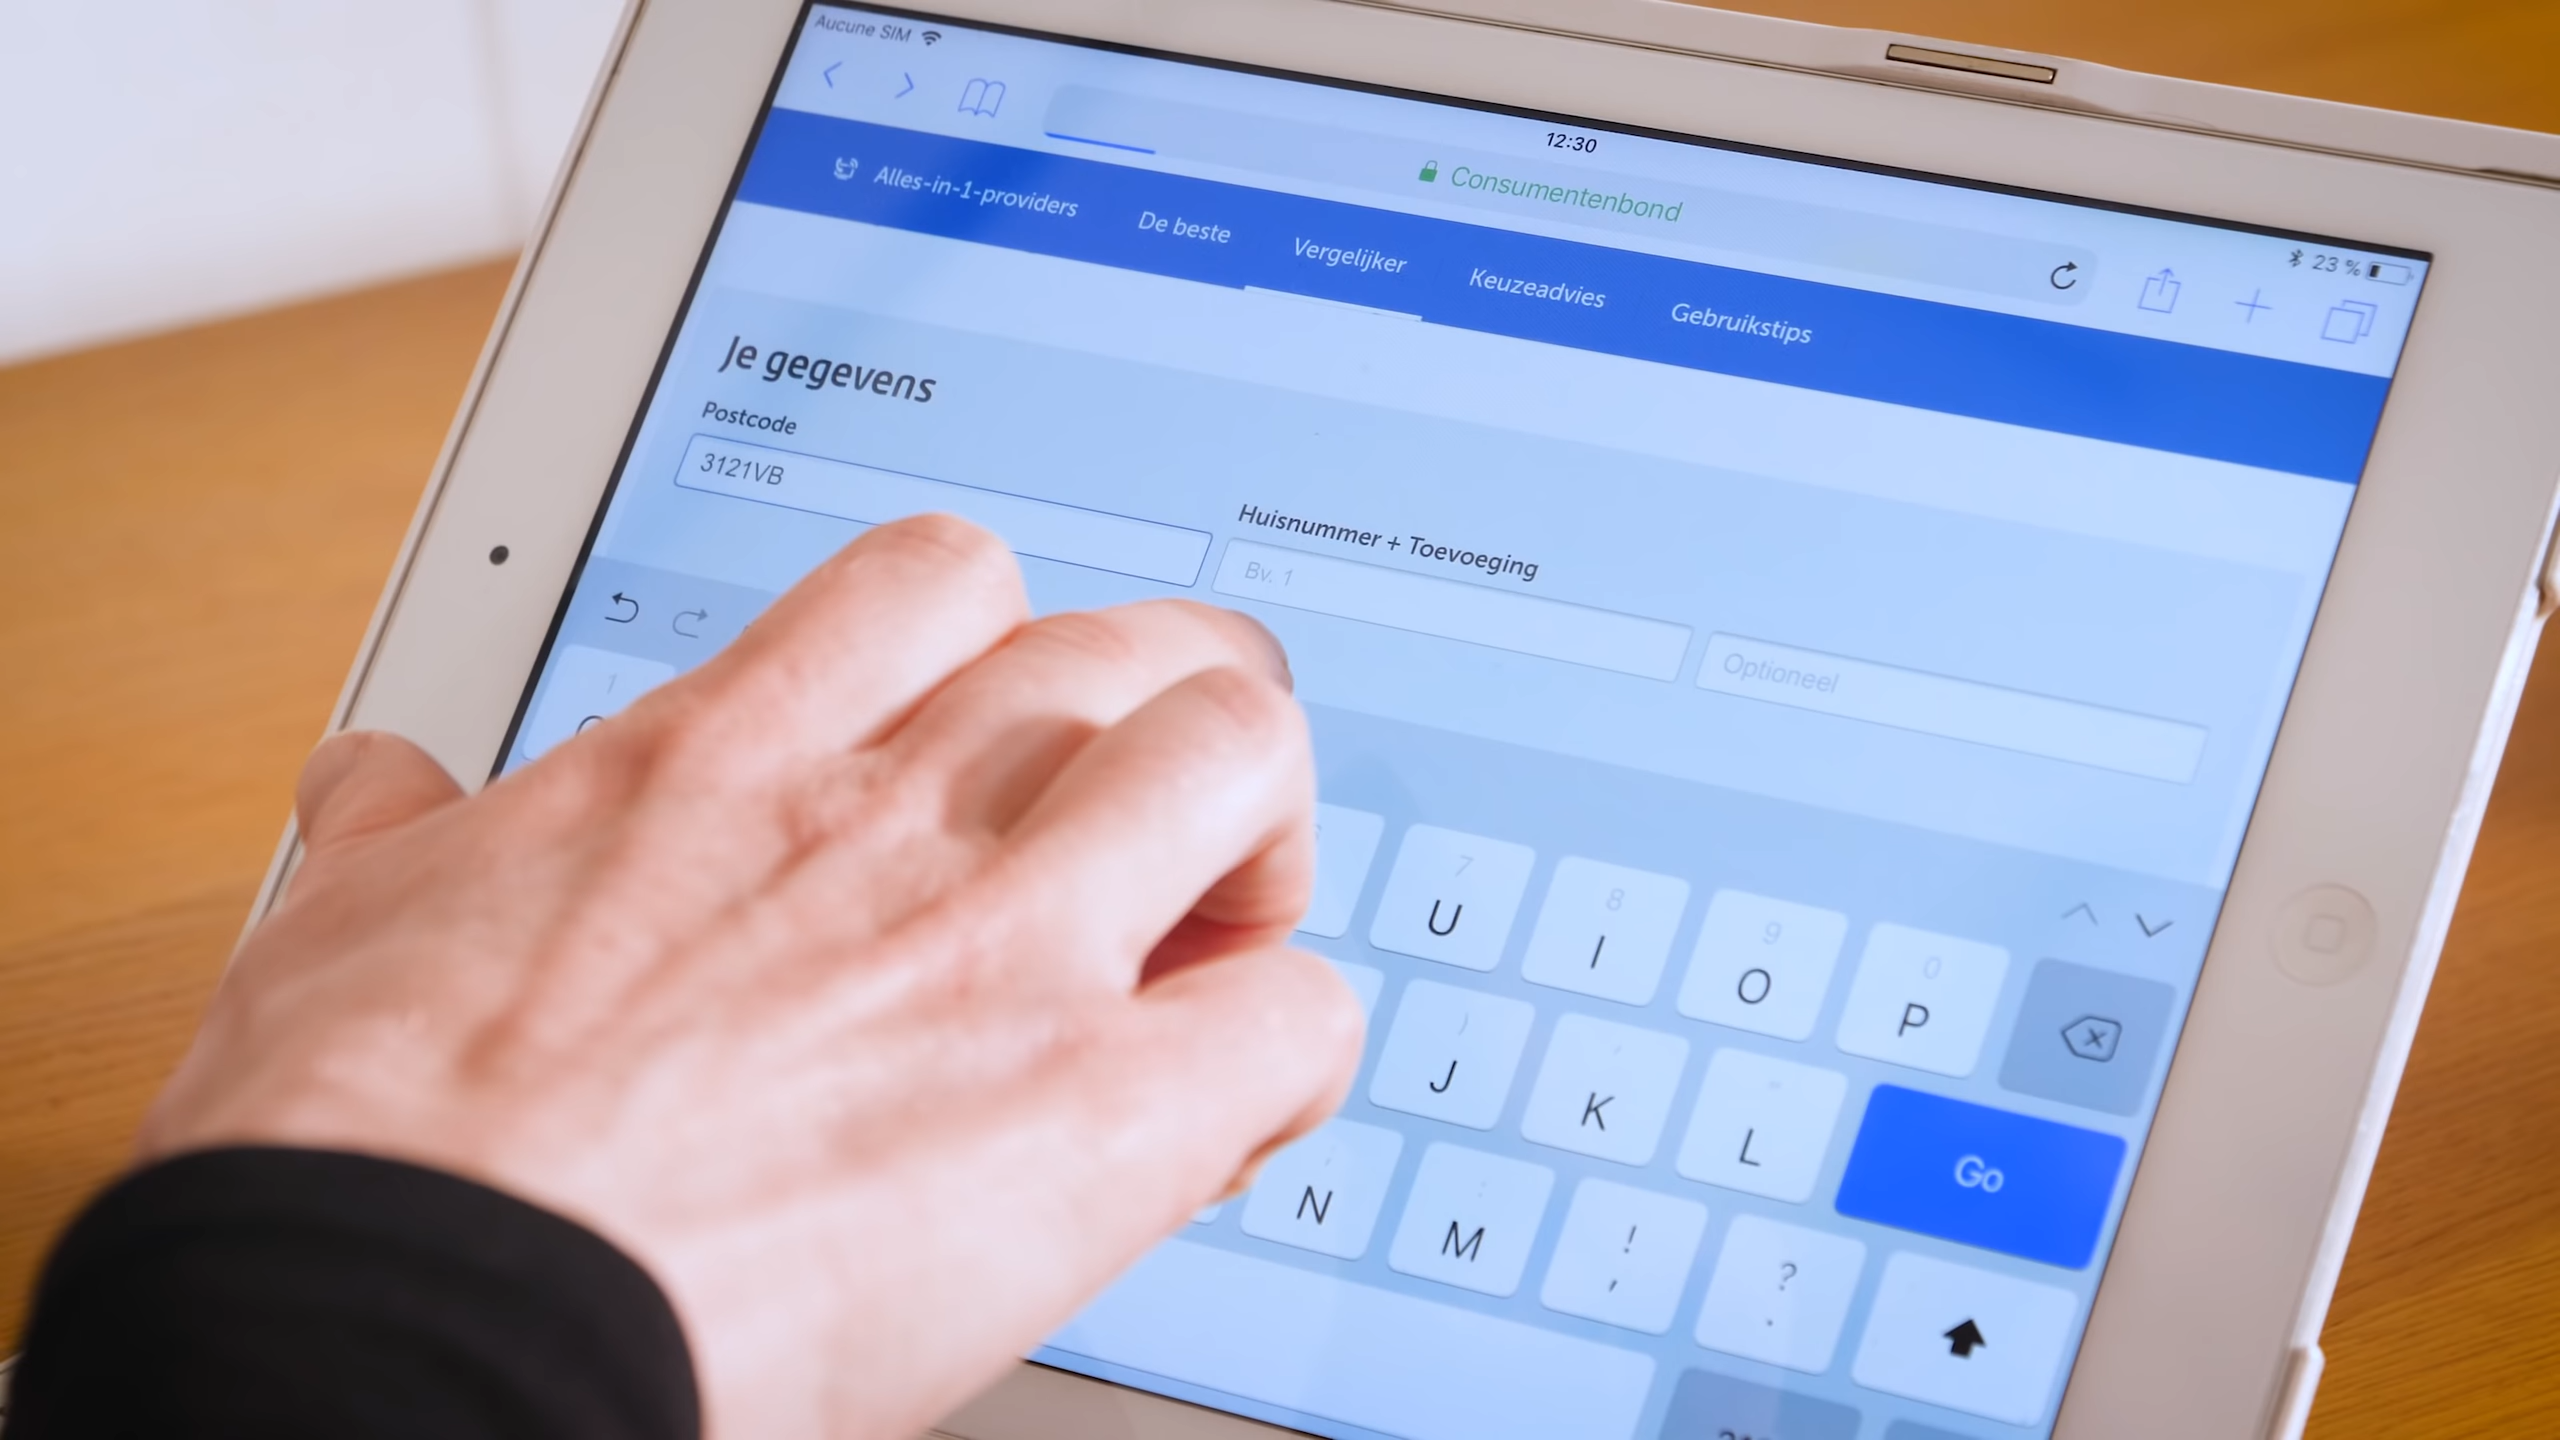 Aucune SIM
12:30
23 %
Consumentenbond
Alles-in-1-providers
De beste
Vergelijker
Keuzeadvies
Gebruikstips
Je gegevens
Postcode
3121VB
Huisnummer + Toevoeging
Bv. 1
Optioneel
1
7 8 9 0
U I O P
J K L Go
N M ! , ? .